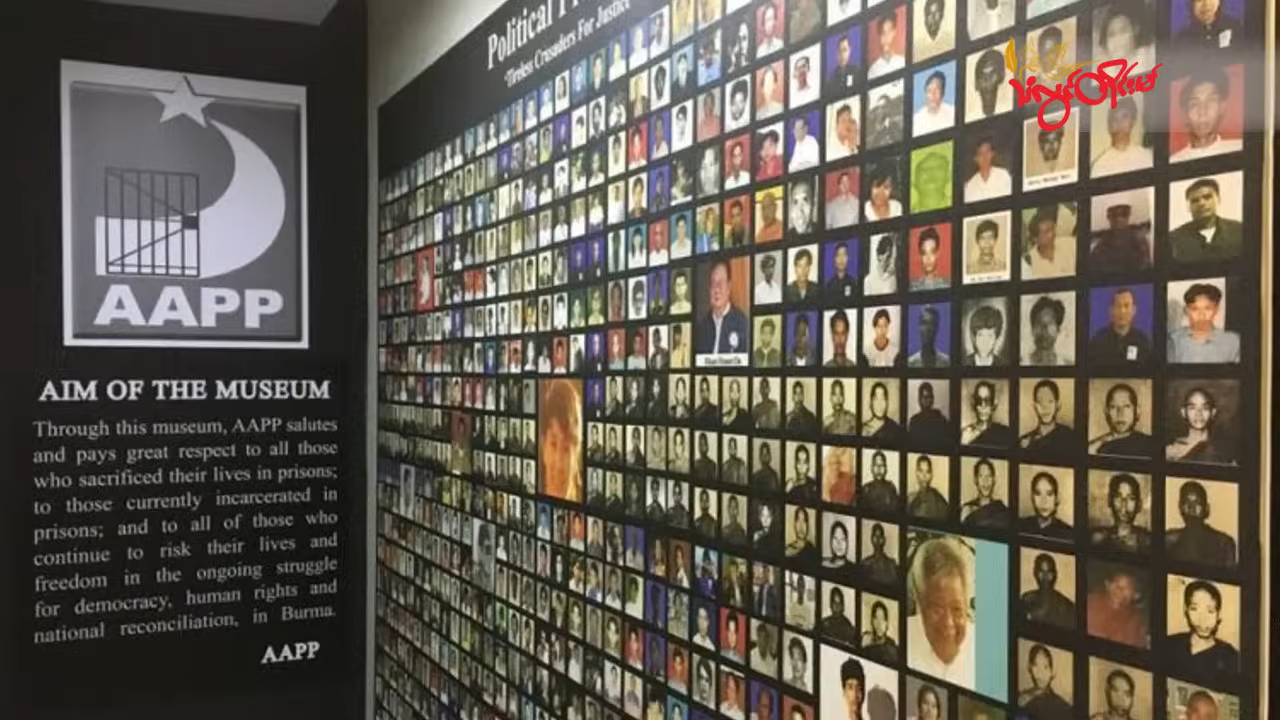 Political
"Tireless Crusaders For Justice
AAPP
AIM OF THE MUSEUM
Through this museum, AAPP salutes
and pays great respect to all those
who sacrificed their lives in prisons;
to those currently incarcerated in
prisons; and to all of those who
continue to risk their lives and
freedom in the ongoing struggle
for democracy, human rights and
national reconciliation, in Burma.
AAPP